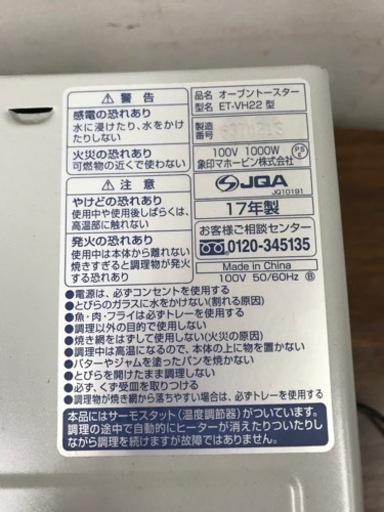 ⚠ 警告
感電の恐れあり
水に浸けたり、水をかけ
たりしない
火災の恐れあり
可燃物の近くで使わない
⚠ 注意
やけどの恐れあり
使用中や使用後しばらくは、
高温部に触れない
発火の恐れあり
使用中は本体から離れない
焼きすぎると調理物が発火
する恐れあり
品名 オーブントースター
型名 ET-VH22 型
製造
番号
100V 1000W
PS E
象印マホービン株式会社
JQA
JQ10191
17年製
お客様ご相談センター
0120-345135
Made in China
100V 50/60Hz Ⓑ
●電源は、必ずコンセントを使用する
●とびらのガラスに水をかけない(割れる原因)
●魚・肉・フライは必ずトレーを使用する
●調理以外の目的で使用しない
●焼き網をはずして使用しない(火災の原因)
●調理中は高温になるので、本体の上に物を置かない
●バターやジャムを塗ったパンを焼かない
●とびらを開けたまま調理しない
●必ず、くず受皿を取りつける
●調理物が焼き網から落ちやすい場合は、必ずトレーを使用する
本品にはサーモスタット(温度調節器)がついています。
調理の途中で自動的にヒーターが消えたりついたりし
ながら調理を続けますが故障ではありません。